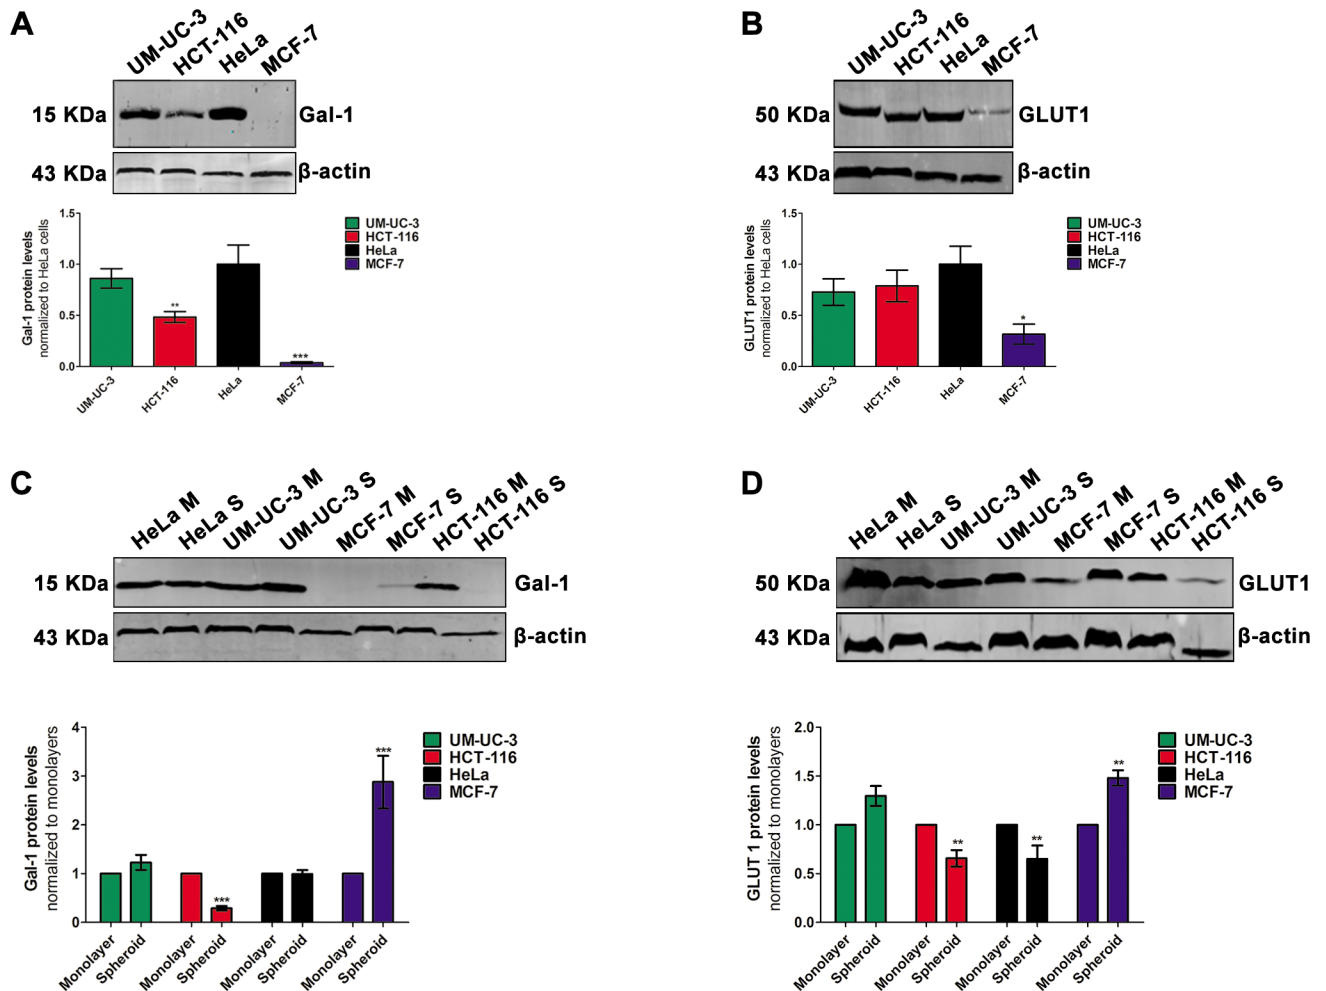 A
UM-UC-3
HCT-116
HeLa
MCF-7
15 KDa
Gal-1
43 KDa
β-actin
Gal-1 protein levels
normalized to HeLa cells
1.5
1.0
0.5
0.0
**
***
UM-UC-3
HCT-116
HeLa
MCF-7
UM-UC-3
HCT-116
HeLa
MCF-7
B
UM-UC-3
HCT-116
HeLa
MCF-7
50 KDa
GLUT1
43 KDa
β-actin
GLUT1 protein levels
normalized to HeLa cells
1.5
1.0
0.5
0.0
*
UM-UC-3
HCT-116
HeLa
MCF-7
UM-UC-3
HCT-116
HeLa
MCF-7
C
HeLa M
HeLa S
UM-UC-3 M
UM-UC-3 S
MCF-7 M
MCF-7 S
HCT-116 M
HCT-116 S
15 KDa
Gal-1
43 KDa
β-actin
Gal-1 protein levels
normalized to monolayers
4
3
2
1
0
***
***
UM-UC-3
HCT-116
HeLa
MCF-7
Monolayer
Spheroid
Monolayer
Spheroid
Monolayer
Spheroid
Monolayer
Spheroid
D
HeLa M
HeLa S
UM-UC-3 M
UM-UC-3 S
MCF-7 M
MCF-7 S
HCT-116 M
HCT-116 S
50 KDa
GLUT1
43 KDa
β-actin
GLUT 1 protein levels
normalized to monolayers
2.0
1.5
1.0
0.5
0.0
**
**
**
UM-UC-3
HCT-116
HeLa
MCF-7
Monolayer
Spheroid
Monolayer
Spheroid
Monolayer
Spheroid
Monolayer
Spheroid